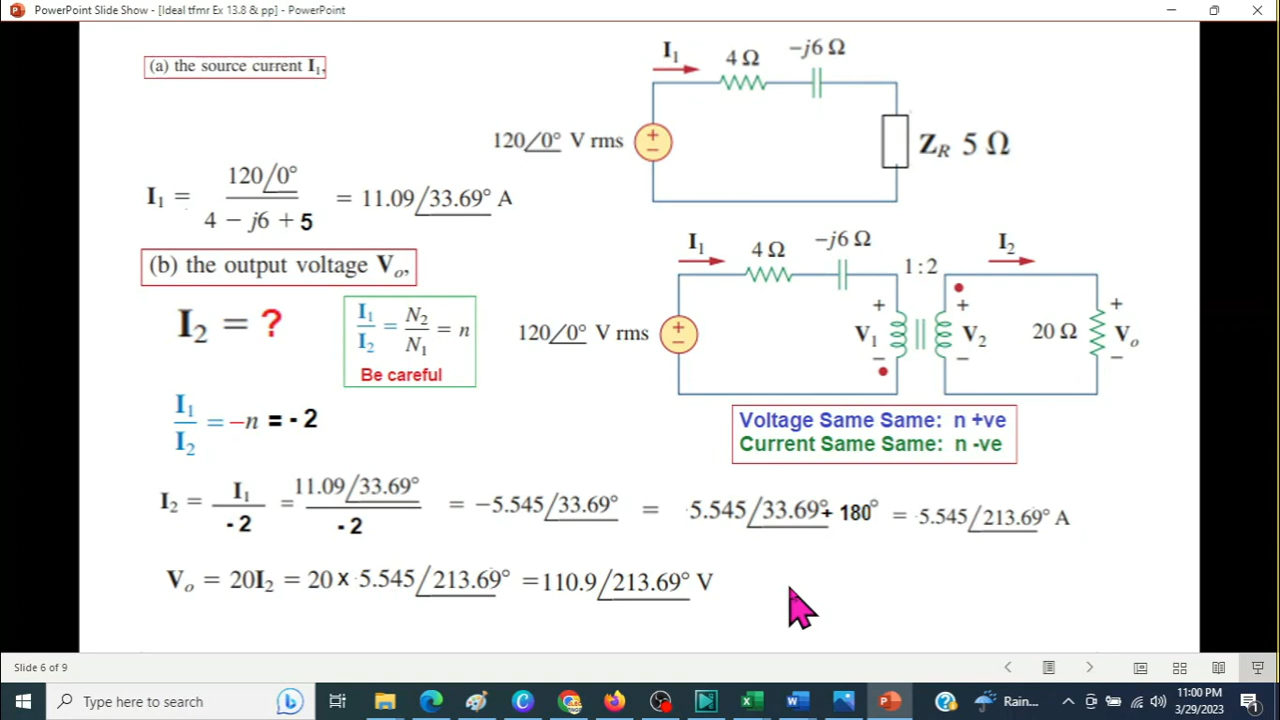 PowerPoint Slide Show - [Ideal tfmr Ex 13.8 & pp] - PowerPoint
(a) the source current I₁,
I₁ = 120/0° / 4 − j6 + 5 = 11.09/33.69° A
(b) the output voltage Vₒ,
I₂ = ?
I₁/I₂ = N₂/N₁ = n
Be careful
I₁/I₂ = −n = - 2
I₂ = I₁/- 2 = 11.09/33.69° / - 2 = −5.545/33.69° = 5.545/33.69° + 180° = 5.545/213.69° A
Vₒ = 20I₂ = 20 x 5.545/213.69° = 110.9/213.69° V
I₁
4 Ω
−j6 Ω
120/0° V rms
+
−
Z_R 5 Ω
I₁
4 Ω
−j6 Ω
1 : 2
I₂
120/0° V rms
+
−
+
V₁
−
+
V₂
−
20 Ω
+
Vₒ
−
Voltage Same Same: n +ve
Current Same Same: n -ve
Slide 6 of 9
Type here to search
Rain...
11:00 PM
3/29/2023
1